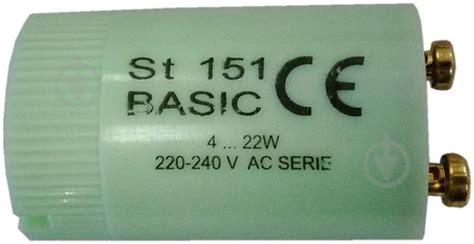 St 151
BASIC CE
4 ... 22W
220-240 V AC SERIE